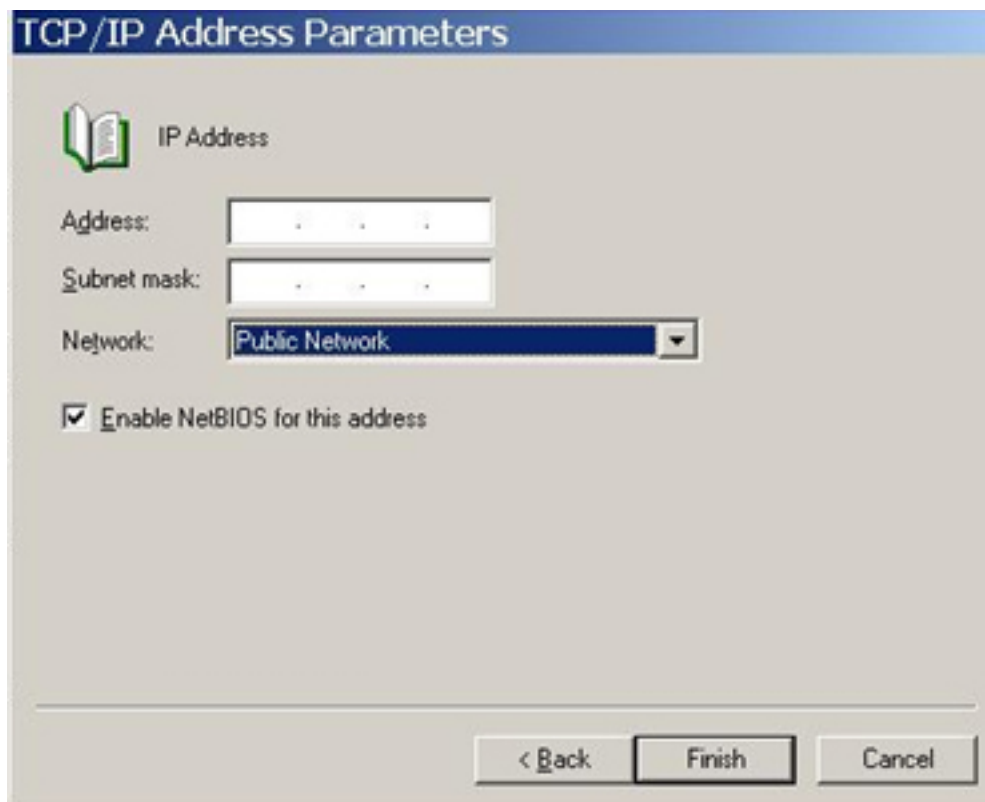 TCP/IP Address Parameters
IP Address
Address:
Subnet mask:
Network: Public Network
Enable NetBIOS for this address
< Back Finish Cancel